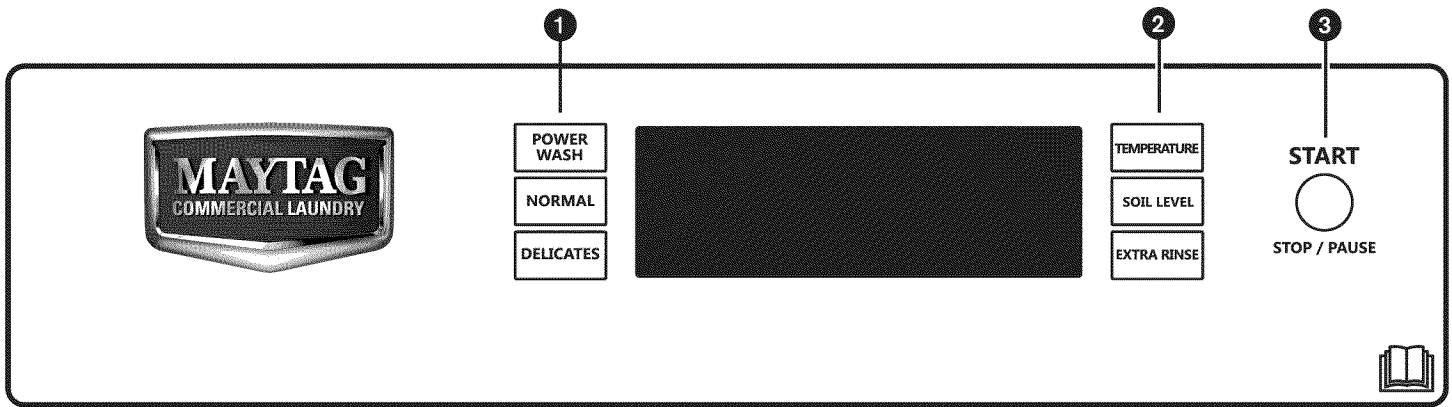 1
2
3
MAYTAG
COMMERCIAL LAUNDRY
POWER
WASH
NORMAL
DELICATES
TEMPERATURE
SOIL LEVEL
EXTRA RINSE
START
STOP / PAUSE